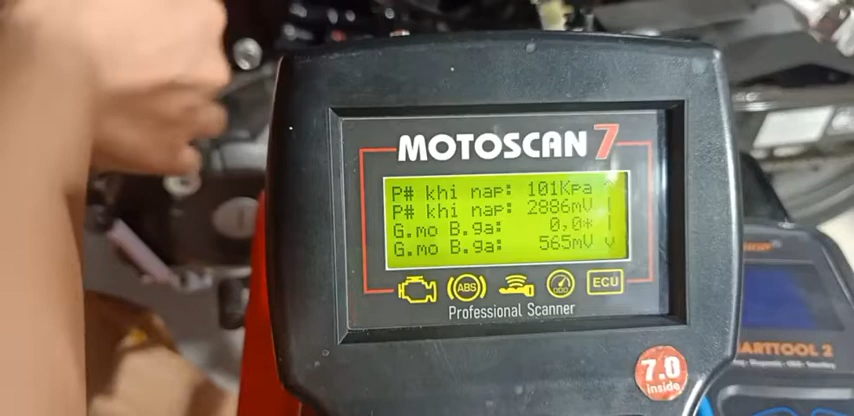 MOTOSCAN 7
P# khi nap: 101Kpa ^
P# khi nap: 2886mV |
G.mo B.ga: 0,0* |
G.mo B.ga: 565mV v
ABS
ECU
Professional Scanner
7.0
inside
ARTTOOL 2